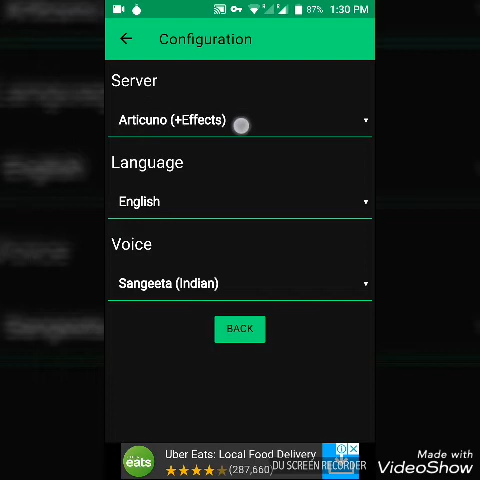 87% 1:30 PM
Configuration
Server
Articuno (+Effects)
Language
English
Voice
Sangeeta (Indian)
BACK
eats
Uber Eats: Local Food Delivery
(287,660)
DU SCREEN RECORDER
Made with
VideoShow